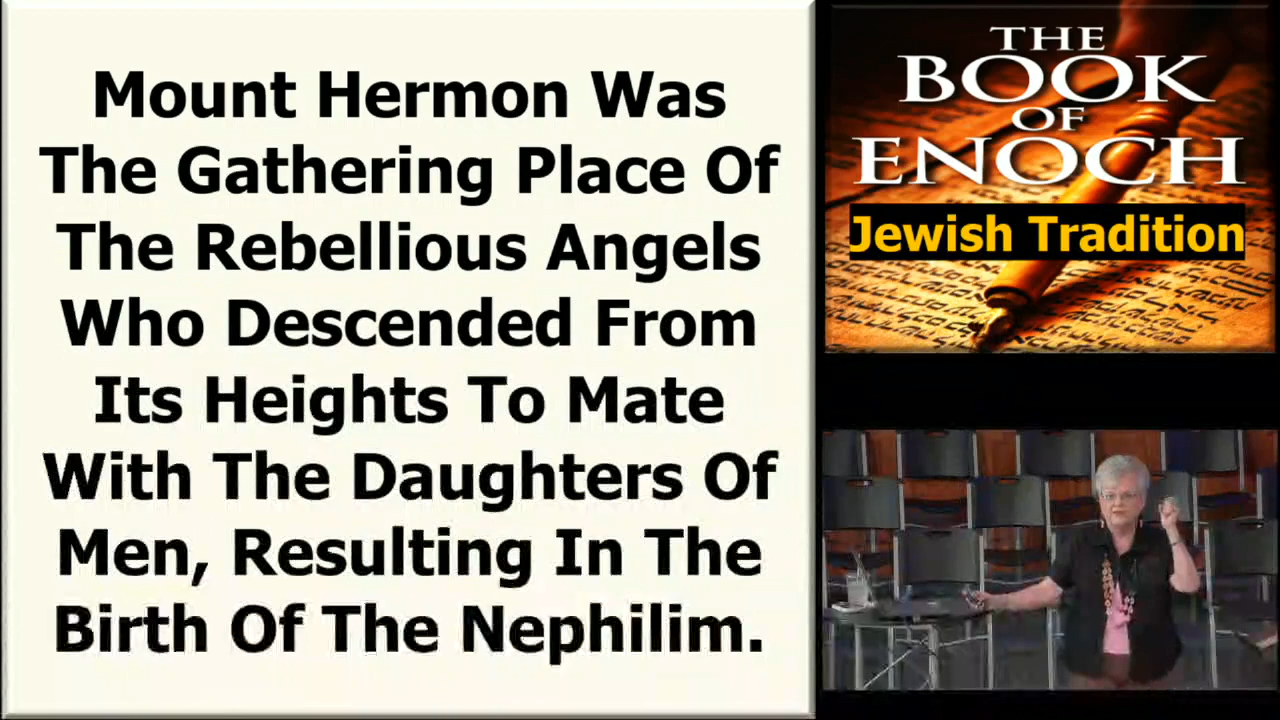 Mount Hermon Was
The Gathering Place Of
The Rebellious Angels
Who Descended From
Its Heights To Mate
With The Daughters Of
Men, Resulting In The
Birth Of The Nephilim.
THE
BOOK
OF
ENOCH
Jewish Tradition